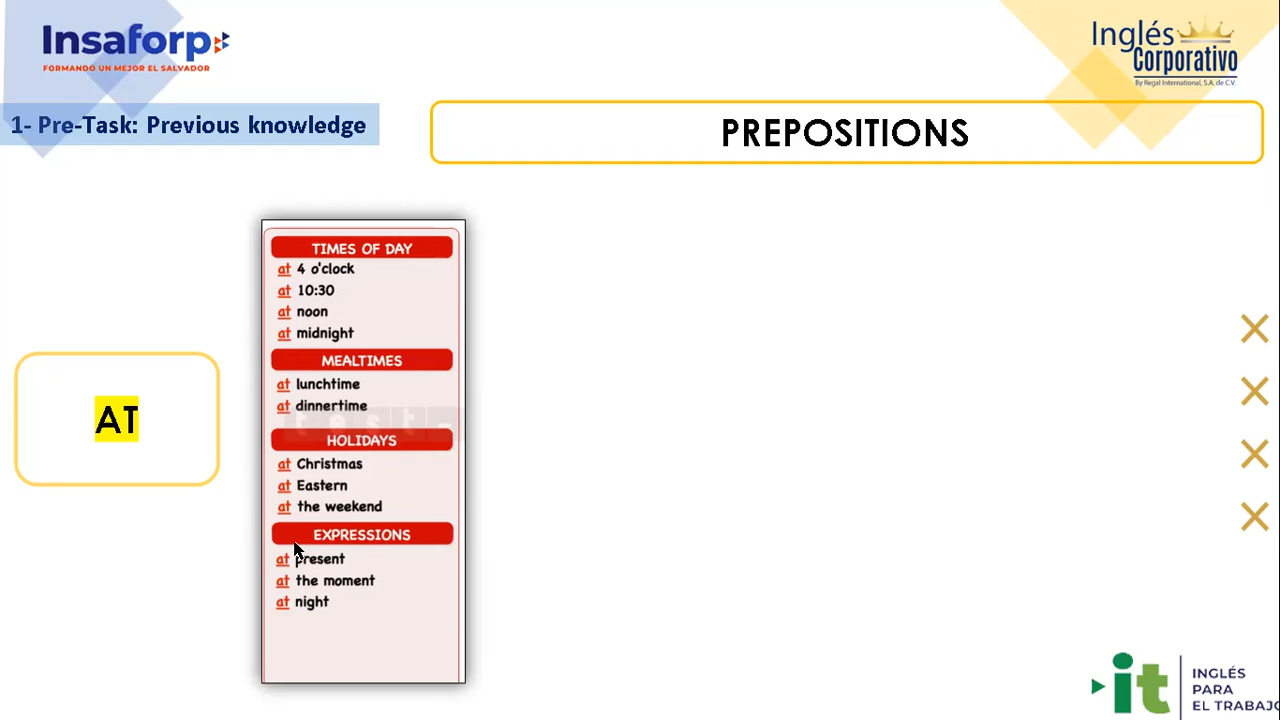 Insaforp
FORMANDO UN MEJOR EL SALVADOR
Inglés
Corporativo
By Regal International, S.A. de C.V.
1- Pre-Task: Previous knowledge
PREPOSITIONS
AT
TIMES OF DAY
at 4 o'clock
at 10:30
at noon
at midnight
MEALTIMES
at lunchtime
at dinnertime
HOLIDAYS
at Christmas
at Eastern
at the weekend
EXPRESSIONS
at present
at the moment
at night
it
INGLÉS
PARA
EL TRABAJO